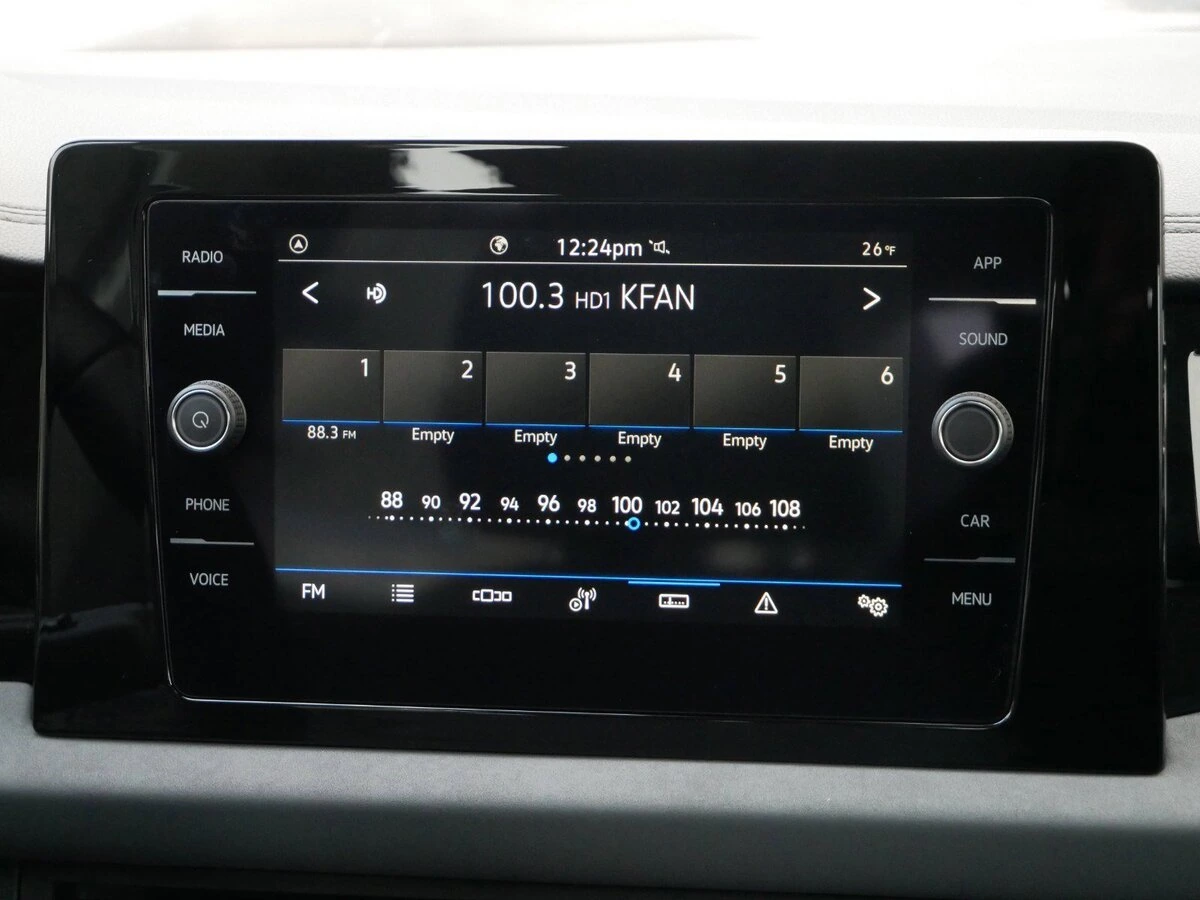 RADIO
MEDIA
PHONE
VOICE
12:24pm 26°F
HD 100.3 HD1 KFAN
1 2 3 4 5 6
88.3 FM Empty Empty Empty Empty Empty
88 90 92 94 96 98 100 102 104 106 108
FM
APP
SOUND
CAR
MENU